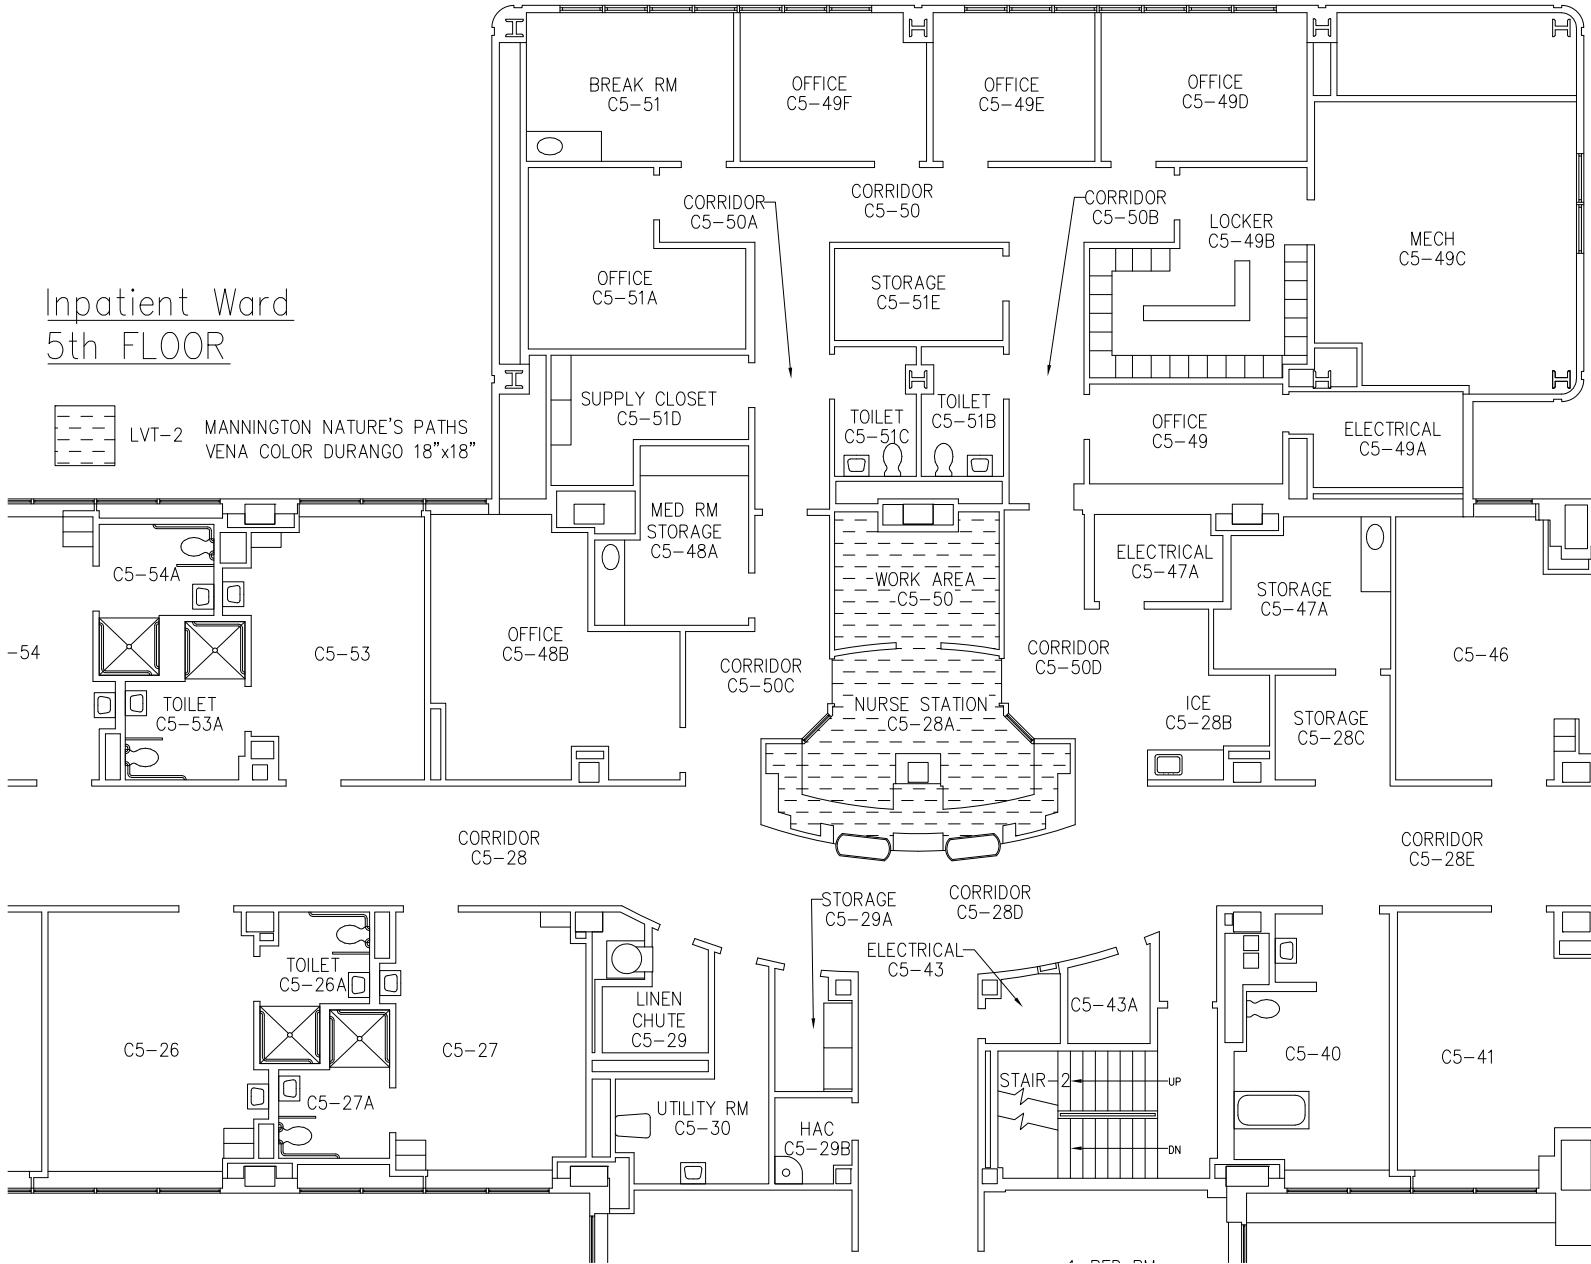 BREAK RM
C5-51
OFFICE
C5-49F
OFFICE
C5-49E
OFFICE
C5-49D
CORRIDOR
C5-50A
CORRIDOR
C5-50
CORRIDOR
C5-50B
LOCKER
C5-49B
MECH
C5-49C
OFFICE
C5-51A
STORAGE
C5-51E
Inpatient Ward
5th FLOOR
LVT-2
MANNINGTON NATURE'S PATHS
VENA COLOR DURANGO 18"x18"
SUPPLY CLOSET
C5-51D
TOILET
C5-51C
TOILET
C5-51B
OFFICE
C5-49
ELECTRICAL
C5-49A
MED RM
STORAGE
C5-48A
C5-54A
WORK AREA
C5-50
ELECTRICAL
C5-47A
STORAGE
C5-47A
-54
C5-53
OFFICE
C5-48B
CORRIDOR
C5-50C
CORRIDOR
C5-50D
C5-46
TOILET
C5-53A
NURSE STATION
C5-28A
ICE
C5-28B
STORAGE
C5-28C
CORRIDOR
C5-28
CORRIDOR
C5-28E
STORAGE
C5-29A
CORRIDOR
C5-28D
ELECTRICAL
C5-43
TOILET
C5-26A
LINEN
CHUTE
C5-29
C5-43A
C5-26
C5-27
C5-40
C5-41
STAIR-2
UP
C5-27A
UTILITY RM
C5-30
HAC
C5-29B
DN